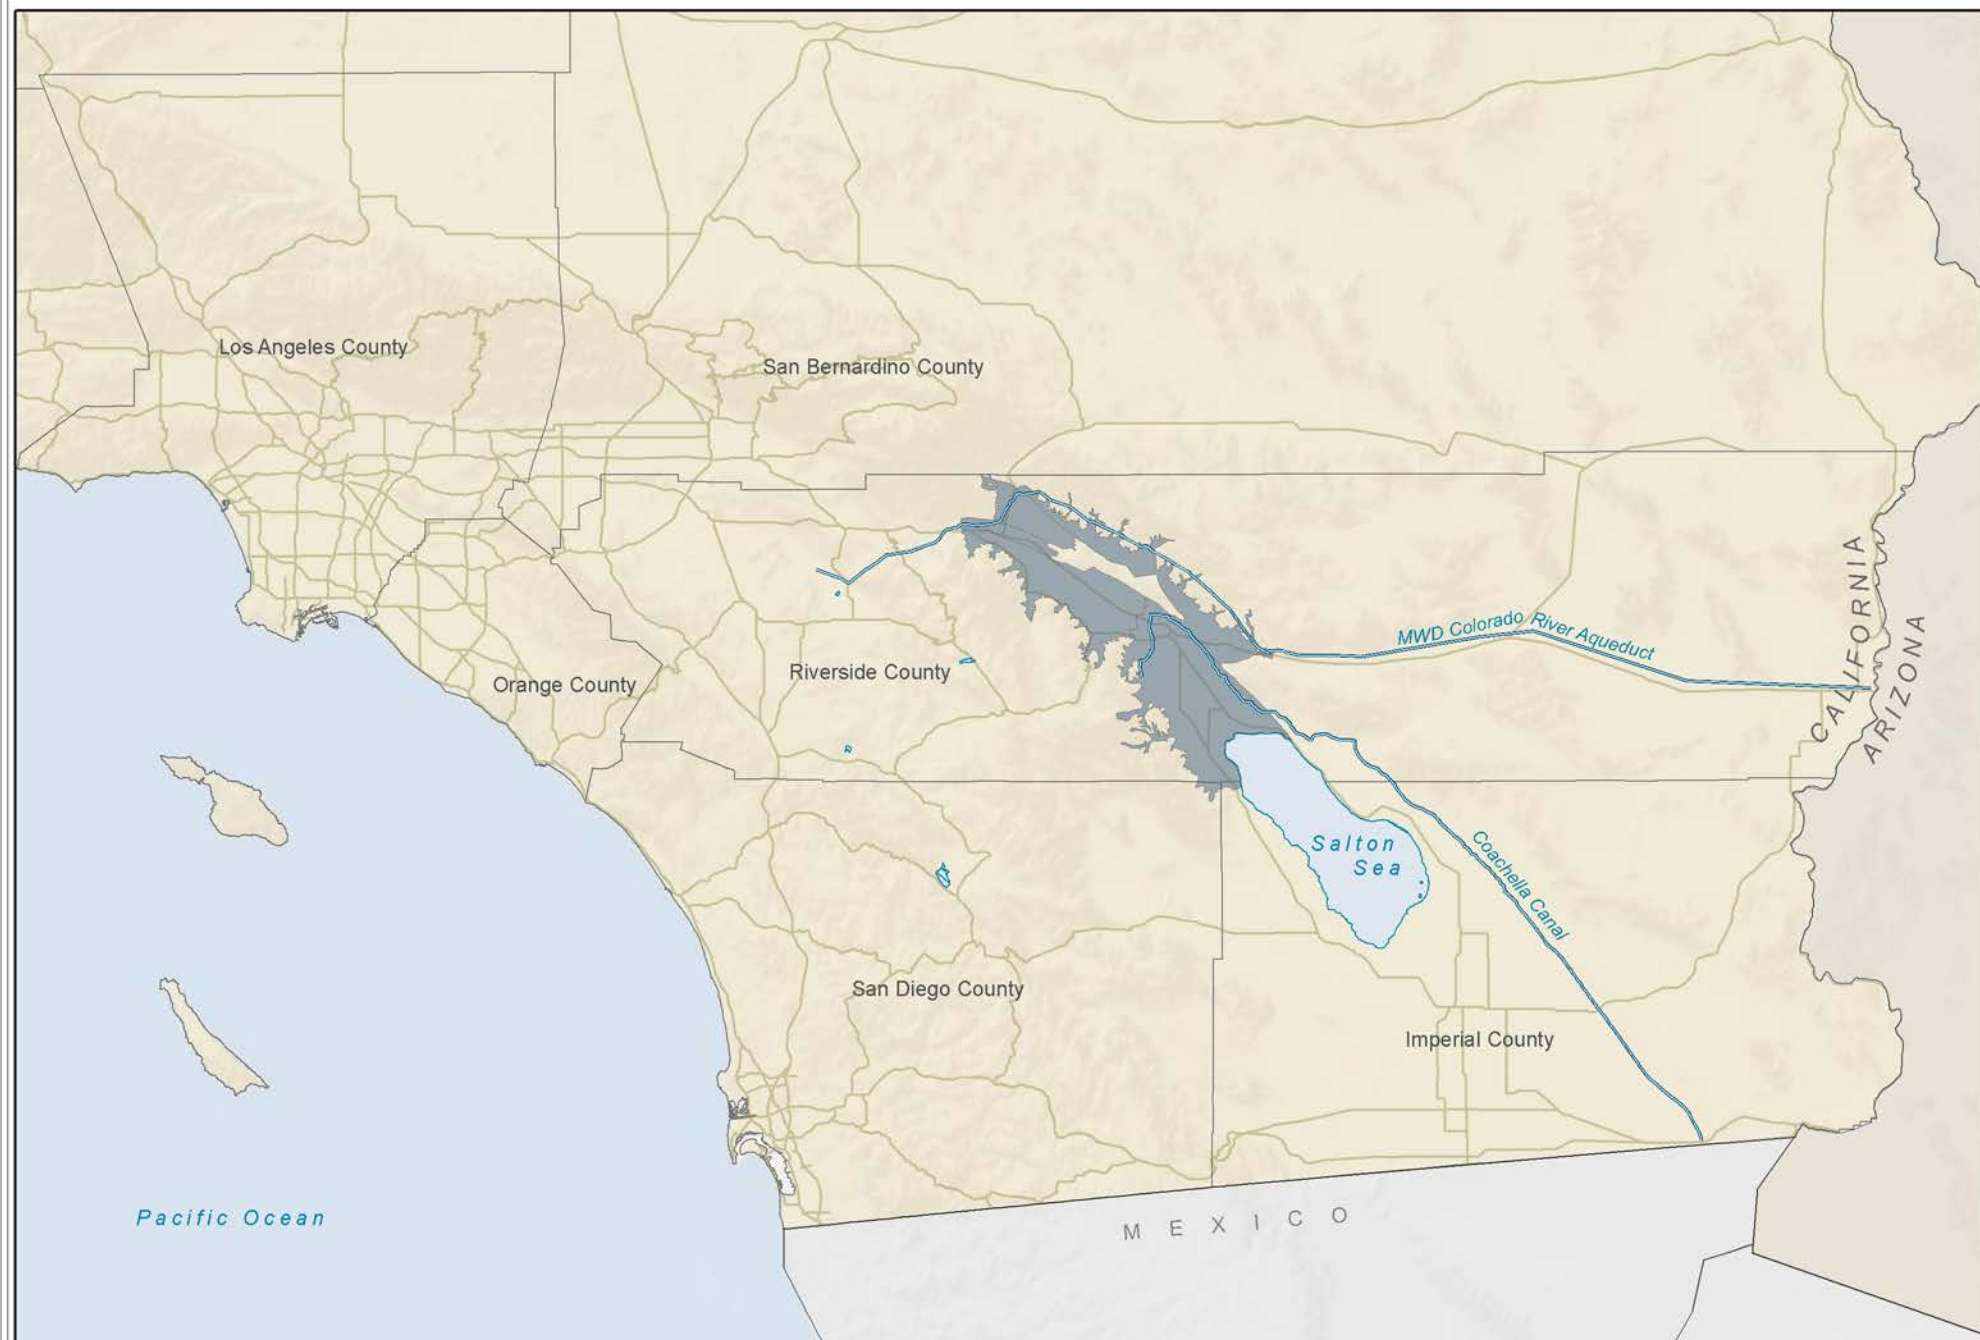 Los Angeles County
San Bernardino County
MWD Colorado River Aqueduct
CALIFORNIA
ARIZONA
Orange County
Riverside County
Salton
Sea
Coachella Canal
San Diego County
Imperial County
Pacific Ocean
MEXICO